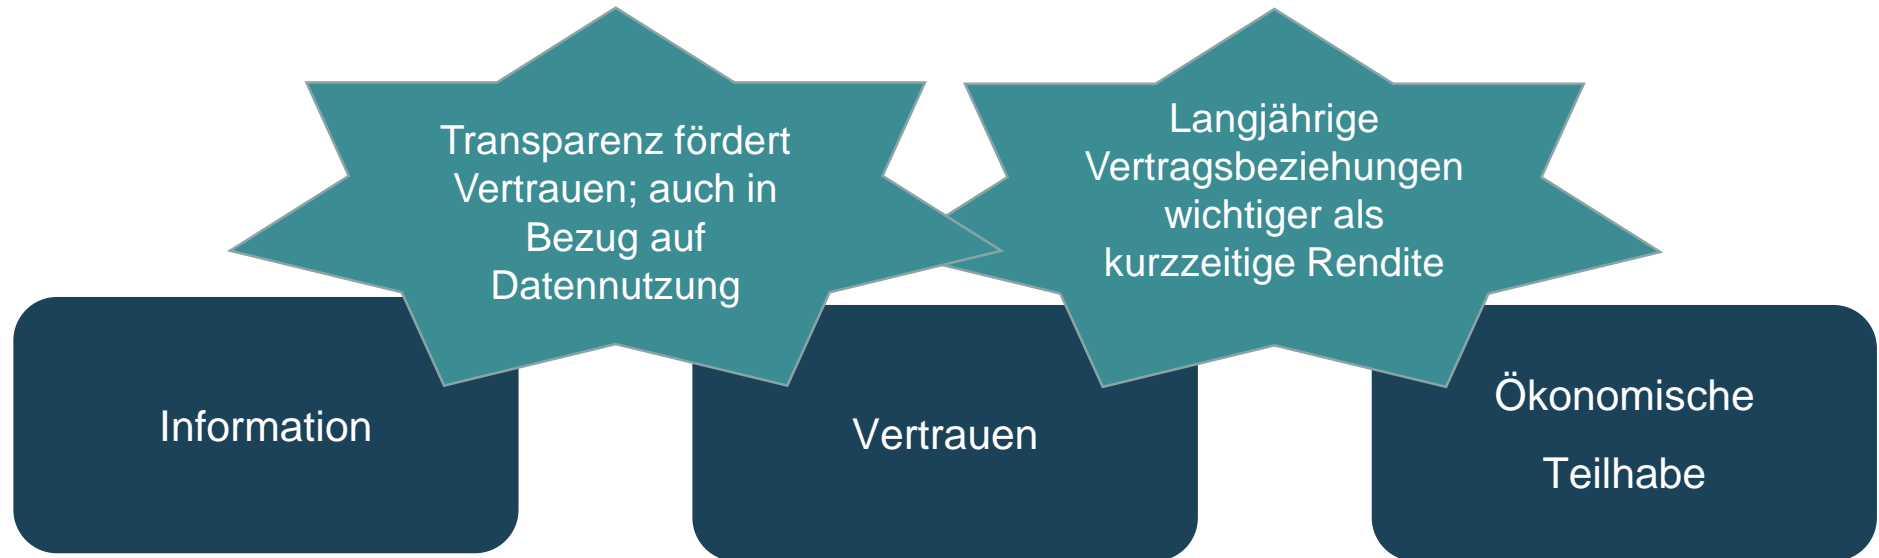 Transparenz fördert
Vertrauen; auch in
Bezug auf
Datennutzung
Langjährige
Vertragsbeziehungen
wichtiger als
kurzzeitige Rendite
Information
Vertrauen
Ökonomische
Teilhabe